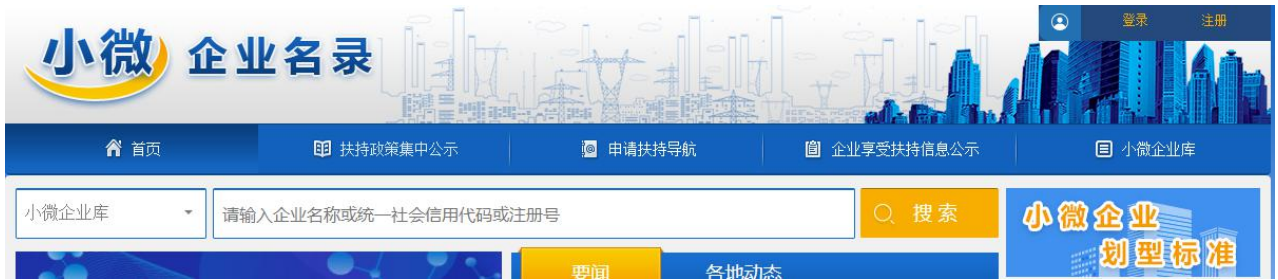 登录 注册
小微 企业名录
首页 扶持政策集中公示 申请扶持导航 企业享受扶持信息公示 小微企业库
小微企业库 请输入企业名称或统一社会信用代码或注册号 搜索
小微企业
划型标准
要闻 各地动态